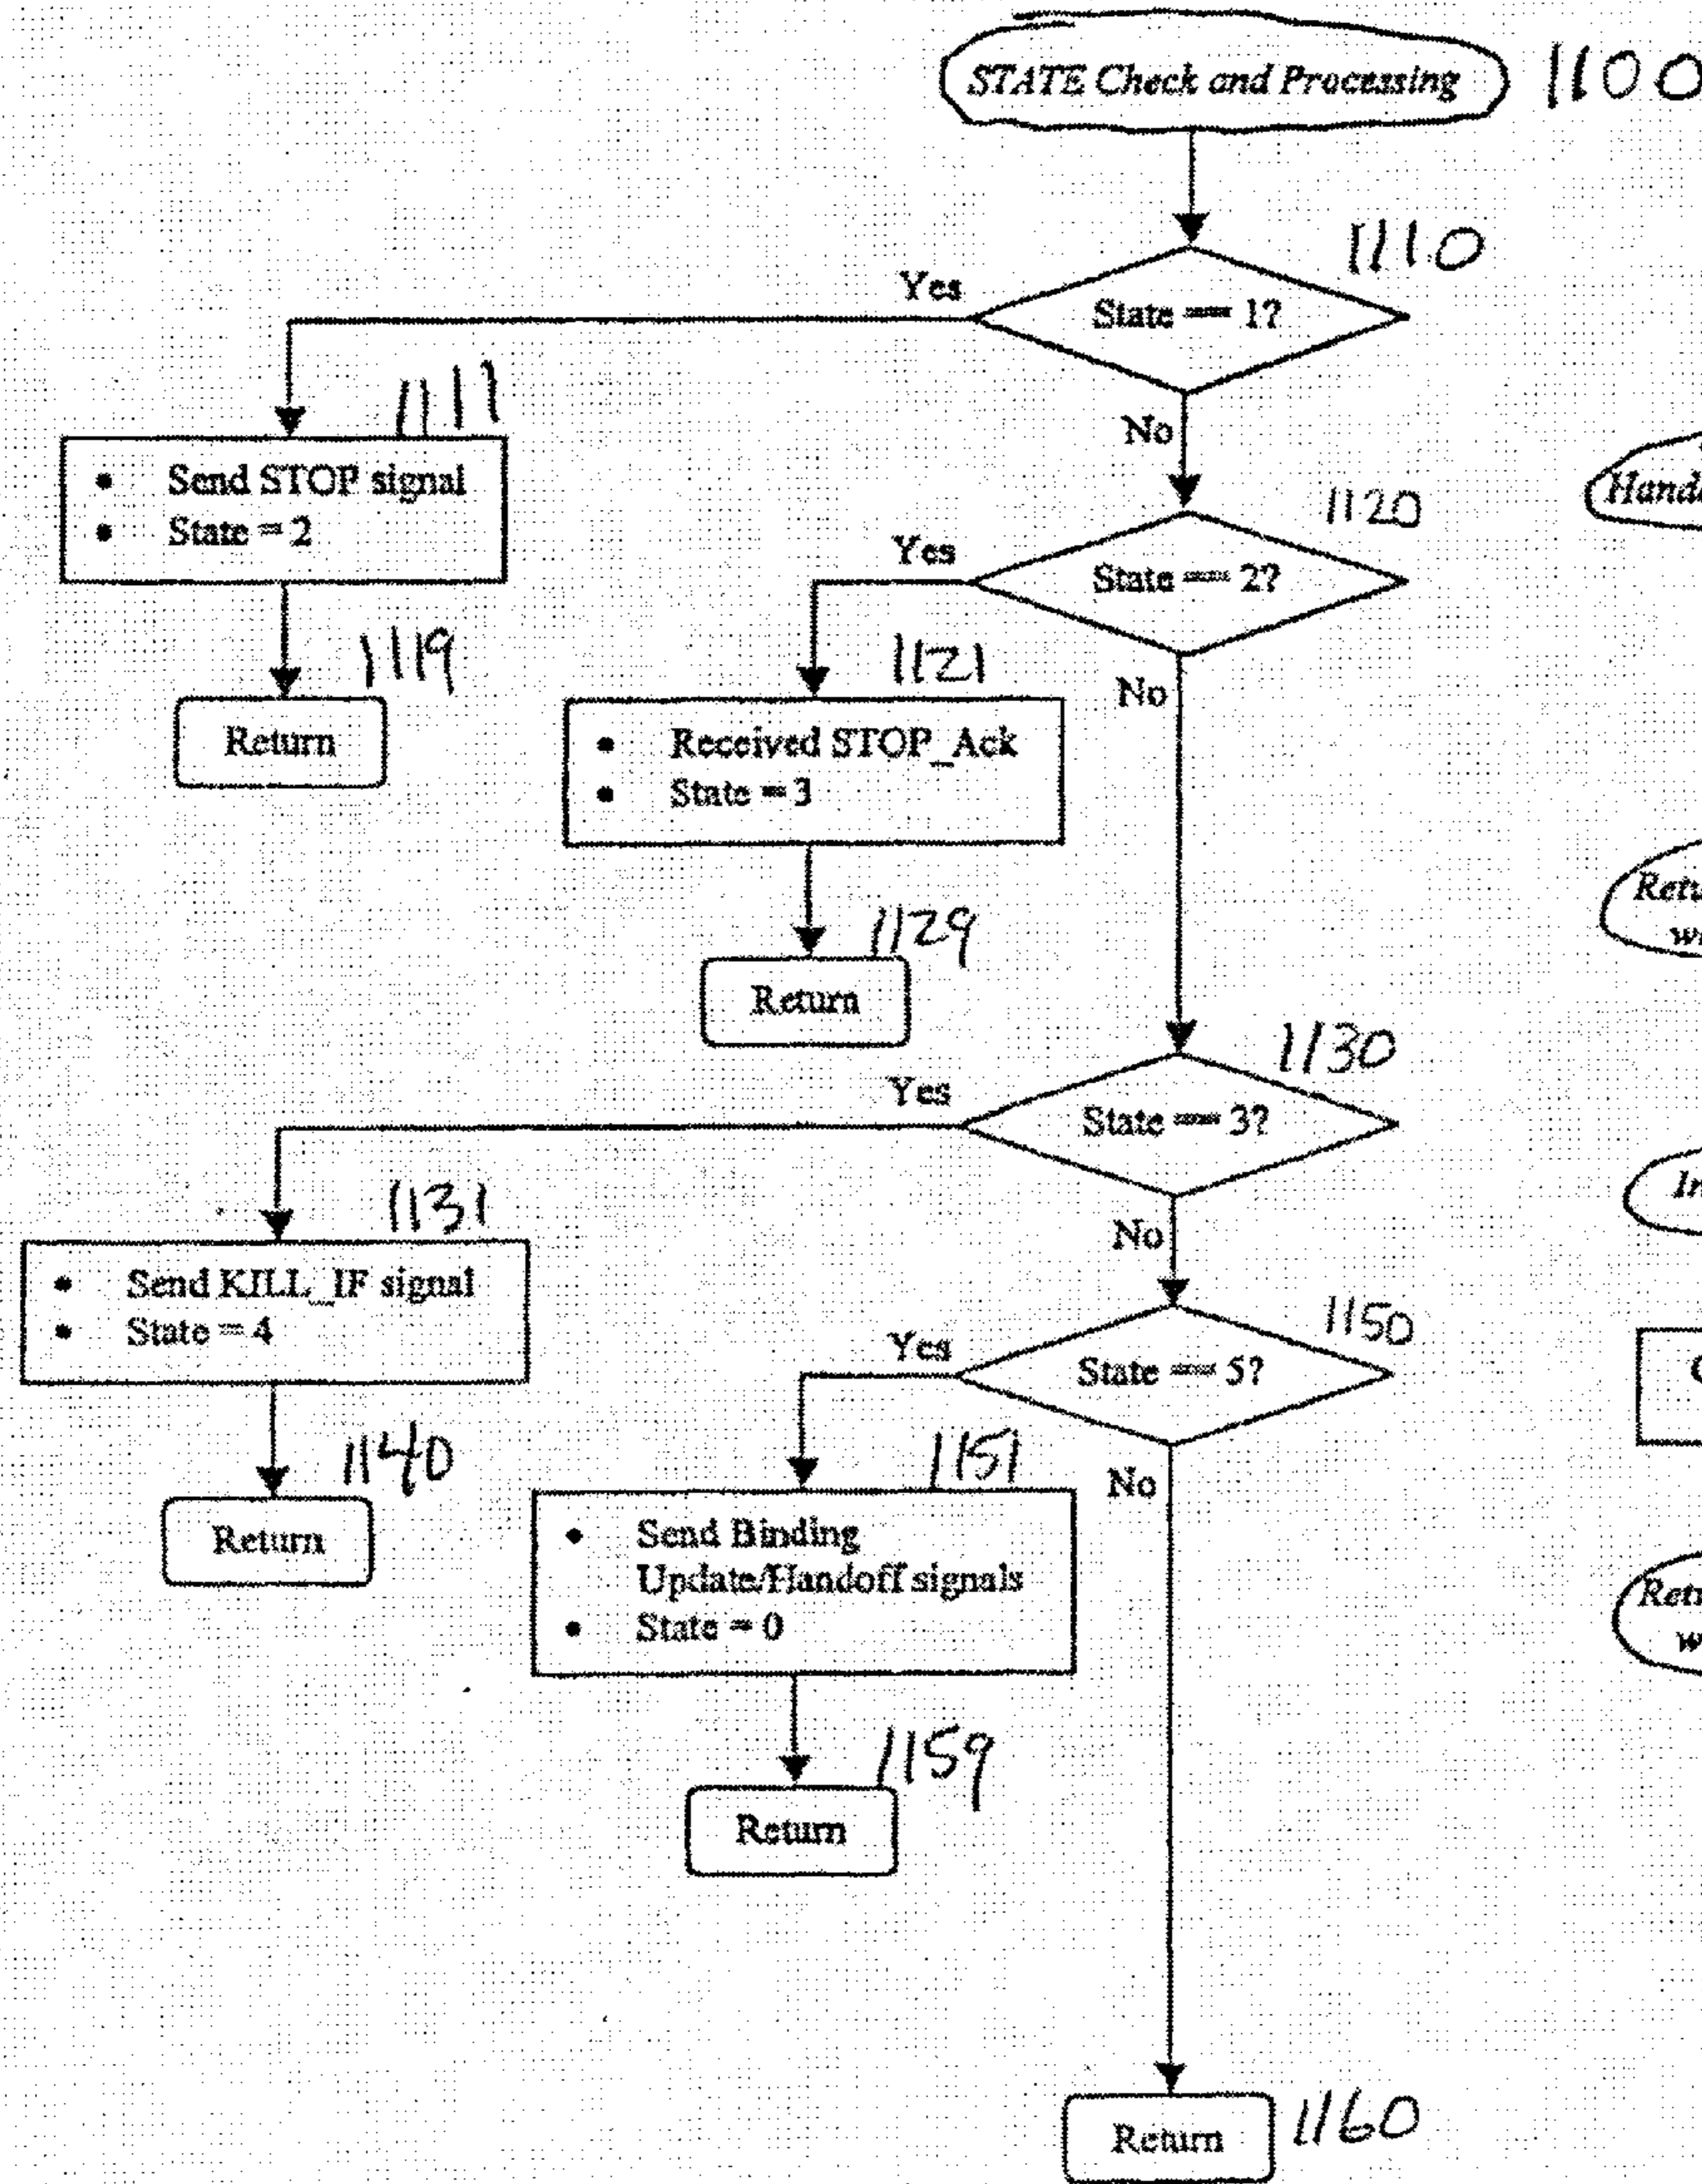 STATE Check and Processing 1100
1110
Yes
State == 1?
1111
No
Send STOP signal
State = 2
1120
Yes
State == 2?
1119
1121
No
Return
Received STOP_Ack
State = 3
1129
Return
1130
Yes
State == 3?
1131
No
Send KILL_IF signal
State = 4
1150
Yes
State == 5?
1140
1151
No
Return
Send Binding
Update/Handoff signals
State = 0
1159
Return
Return 1160